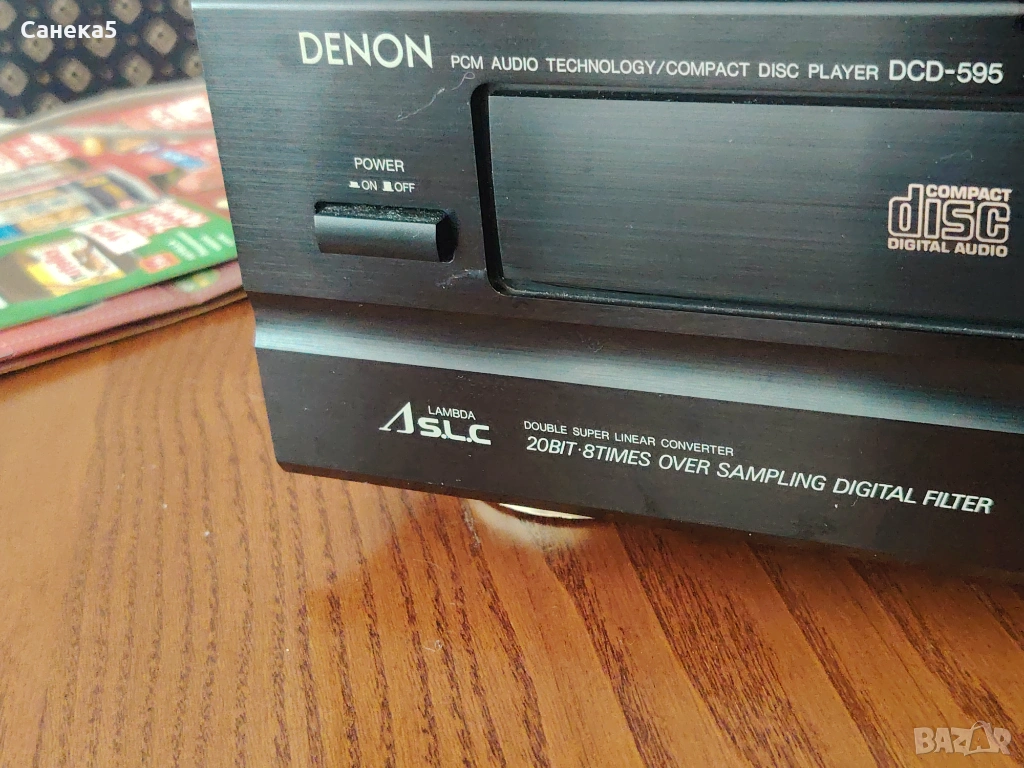 Санека5
DENON PCM AUDIO TECHNOLOGY/COMPACT DISC PLAYER DCD-595
POWER
ON OFF
COMPACT
disc
DIGITAL AUDIO
LAMBDA
S.L.C
DOUBLE SUPER LINEAR CONVERTER
20BIT·8TIMES OVER SAMPLING DIGITAL FILTER
BAZAR